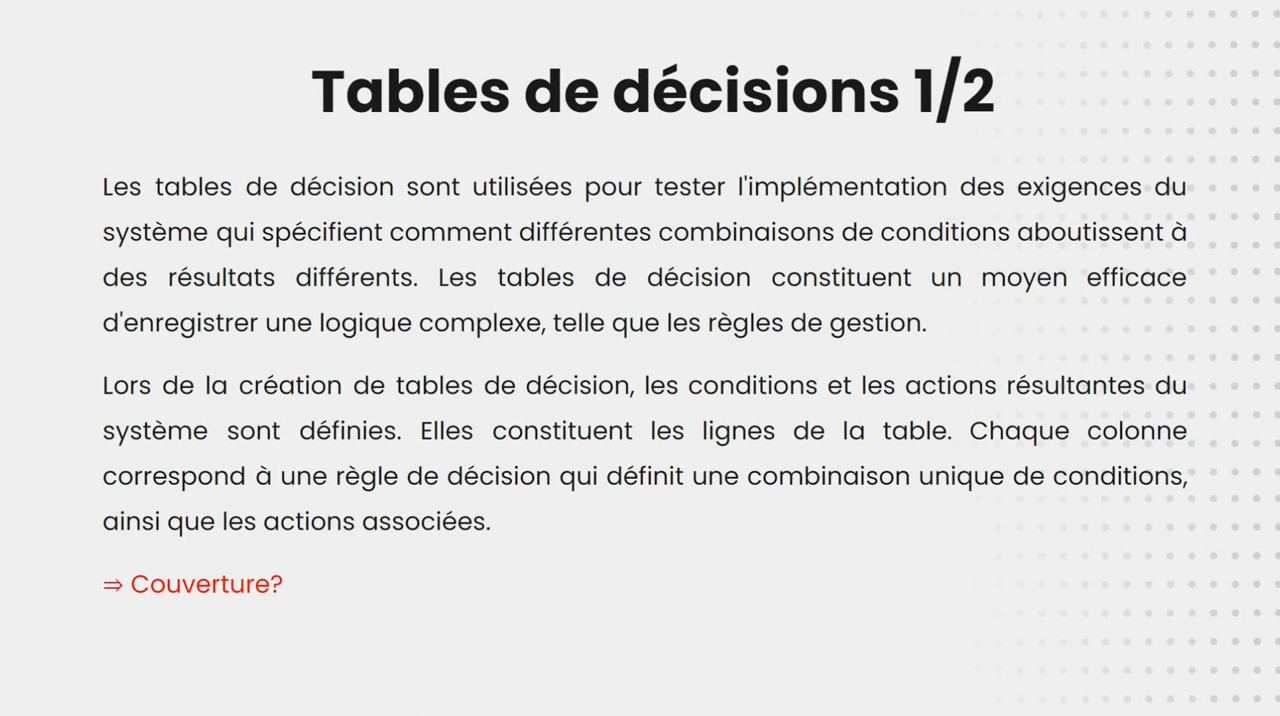 Tables de décisions 1/2
Les tables de décision sont utilisées pour tester l'implémentation des exigences du
système qui spécifient comment différentes combinaisons de conditions aboutissent à
des résultats différents. Les tables de décision constituent un moyen efficace
d'enregistrer une logique complexe, telle que les règles de gestion.
Lors de la création de tables de décision, les conditions et les actions résultantes du
système sont définies. Elles constituent les lignes de la table. Chaque colonne
correspond à une règle de décision qui définit une combinaison unique de conditions,
ainsi que les actions associées.
⇒ Couverture?